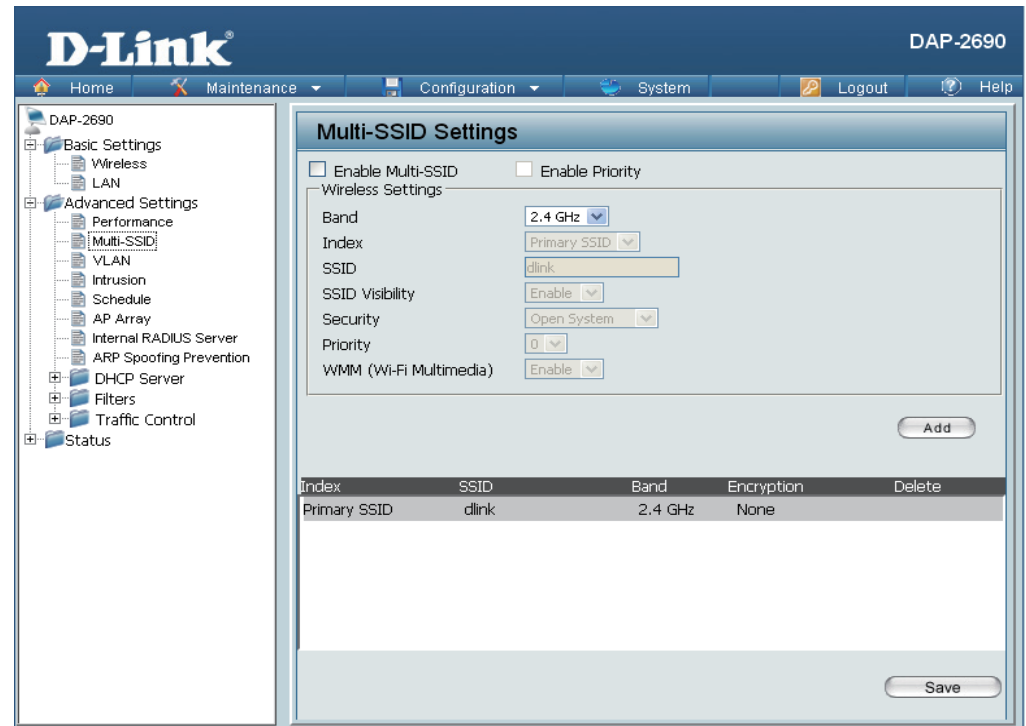 D-Link®
DAP-2690
Home Maintenance Configuration System Logout Help
DAP-2690
Basic Settings
Wireless
LAN
Advanced Settings
Performance
Multi-SSID
VLAN
Intrusion
Schedule
AP Array
Internal RADIUS Server
ARP Spoofing Prevention
DHCP Server
Filters
Traffic Control
Status
Multi-SSID Settings
Enable Multi-SSID Enable Priority
Wireless Settings
Band 2.4 GHz
Index Primary SSID
SSID dlink
SSID Visibility Enable
Security Open System
Priority 0
WMM (Wi-Fi Multimedia) Enable
Add
Index SSID Band Encryption Delete
Primary SSID dlink 2.4 GHz None
Save